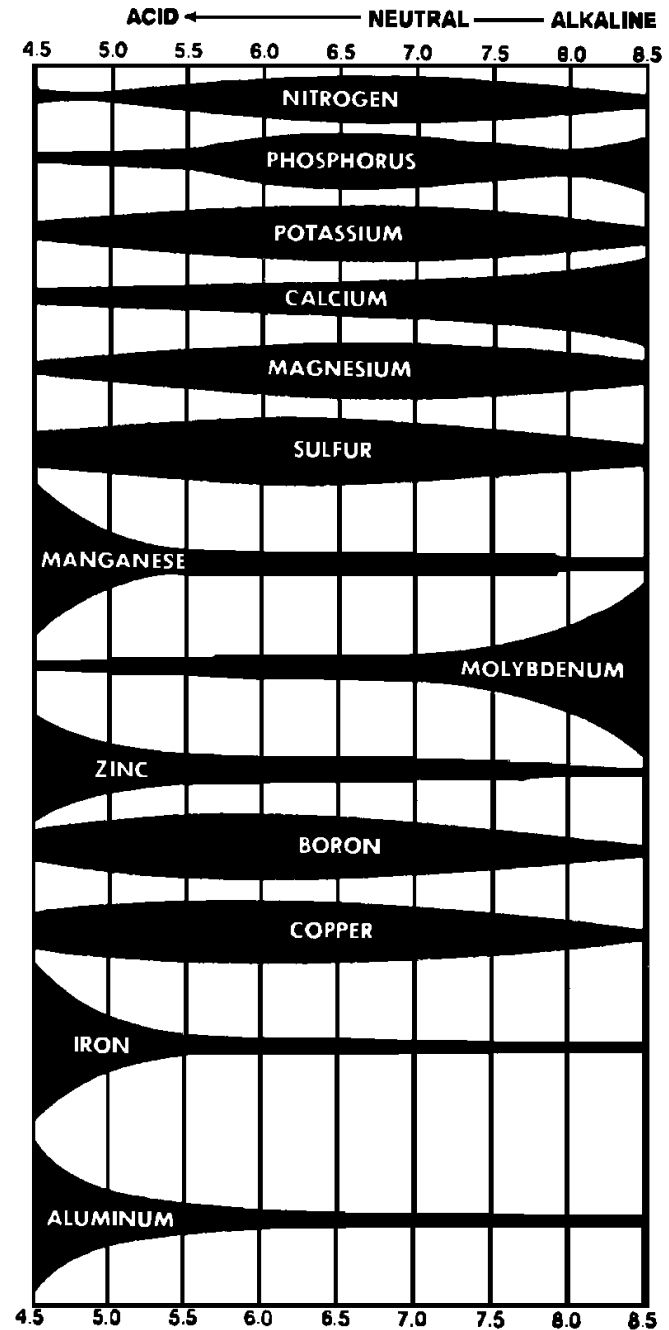 ACID NEUTRAL ALKALINE
4.5 5.0 5.5 6.0 6.5 7.0 7.5 8.0 8.5
NITROGEN
PHOSPHORUS
POTASSIUM
CALCIUM
MAGNESIUM
SULFUR
MANGANESE
MOLYBDENUM
ZINC
BORON
COPPER
IRON
ALUMINUM
4.5 5.0 5.5 6.0 6.5 7.0 7.5 8.0 8.5